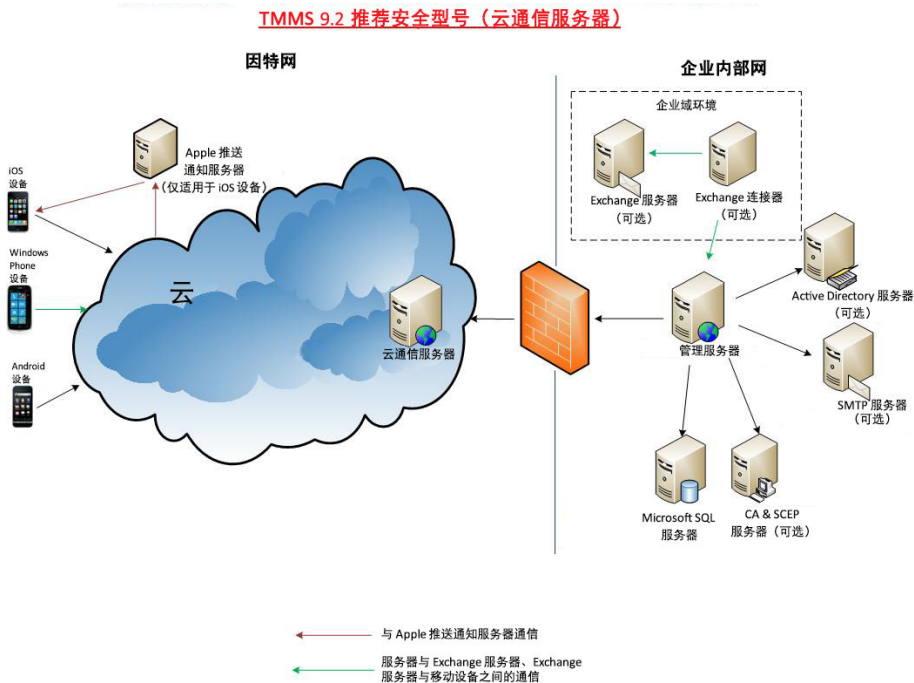 TMMS 9.2 推荐安全型号（云通信服务器）
因特网
企业内部网
企业域环境
Apple 推送
通知服务器
（仅适用于 iOS 设备）
iOS
设备
Exchange 服务器
（可选）
Exchange 连接器
（可选）
Windows
Phone
设备
云
Active Directory 服务器
（可选）
云通信服务器
管理服务器
Android
设备
SMTP 服务器
（可选）
Microsoft SQL
服务器
CA & SCEP
服务器（可选）
与 Apple 推送通知服务器通信
服务器与 Exchange 服务器、Exchange
服务器与移动设备之间的通信